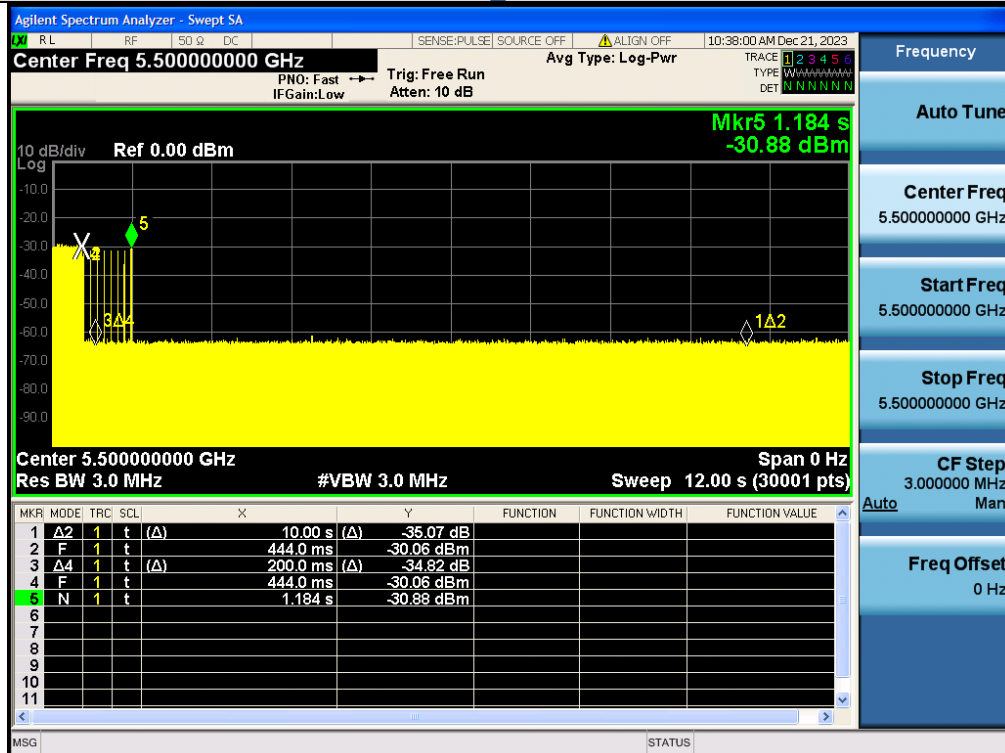 Agilent Spectrum Analyzer - Swept SA
LXI RL RF 50 Ω DC SENSE:PULSE SOURCE OFF ALIGN OFF 10:38:00 AM Dec 21, 2023
Center Freq 5.500000000 GHz
PNO: Fast
IFGain:Low
Trig: Free Run
Atten: 10 dB
Avg Type: Log-Pwr
TRACE 1 2 3 4 5 6
TYPE W
DET N N N N N N
Mkr5 1.184 s
-30.88 dBm
10 dB/div Ref 0.00 dBm
Log
-10.0
-20.0
-30.0
-40.0
-50.0
-60.0
-70.0
-80.0
-90.0
5
3Δ4
1Δ2
Center 5.500000000 GHz Span 0 Hz
Res BW 3.0 MHz #VBW 3.0 MHz Sweep 12.00 s (30001 pts)
MKR MODE TRC SCL X Y FUNCTION FUNCTION WIDTH FUNCTION VALUE
1 Δ2 1 t (Δ) 10.00 s (Δ) -35.07 dB
2 F 1 t 444.0 ms -30.06 dBm
3 Δ4 1 t (Δ) 200.0 ms (Δ) -34.82 dB
4 F 1 t 444.0 ms -30.06 dBm
5 N 1 t 1.184 s -30.88 dBm
6
7
8
9
10
11
MSG STATUS
Frequency
Auto Tune
Center Freq
5.500000000 GHz
Start Freq
5.500000000 GHz
Stop Freq
5.500000000 GHz
CF Step
3.000000 MHz
Auto Man
Freq Offset
0 Hz